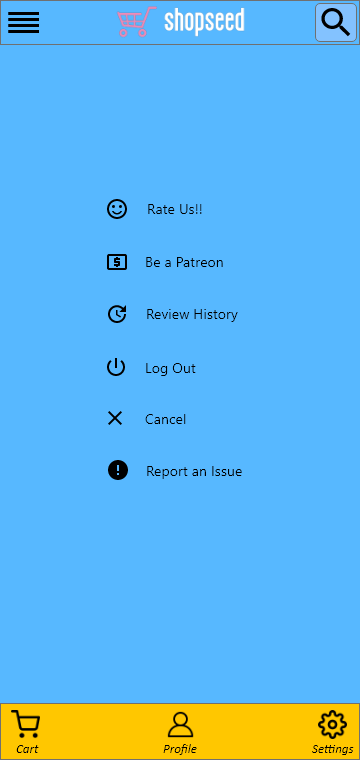 shopseed
Rate Us!!
Be a Patreon
Review History
Log Out
Cancel
Report an Issue
Cart
Profile
Settings